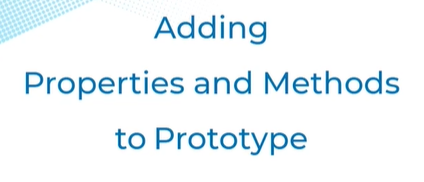 Adding
Properties and Methods
to Prototype